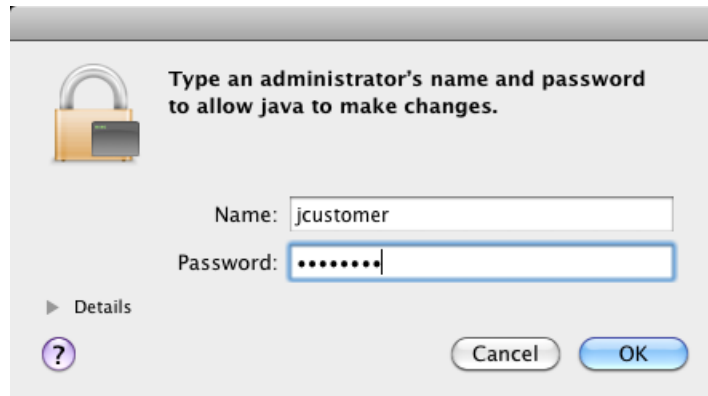 Type an administrator's name and password
to allow java to make changes.
Name: jcustomer
Password: ••••••••
Details
?
Cancel OK